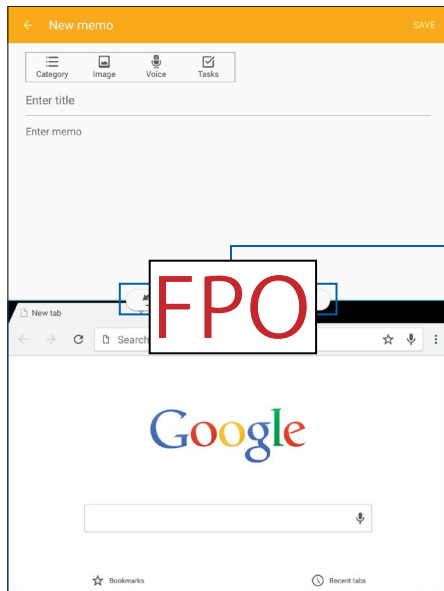 New memo SAVE
Category Image Voice Tasks
Enter title
Enter memo
FPO
New tab
Search
Google
Bookmarks Recent tabs